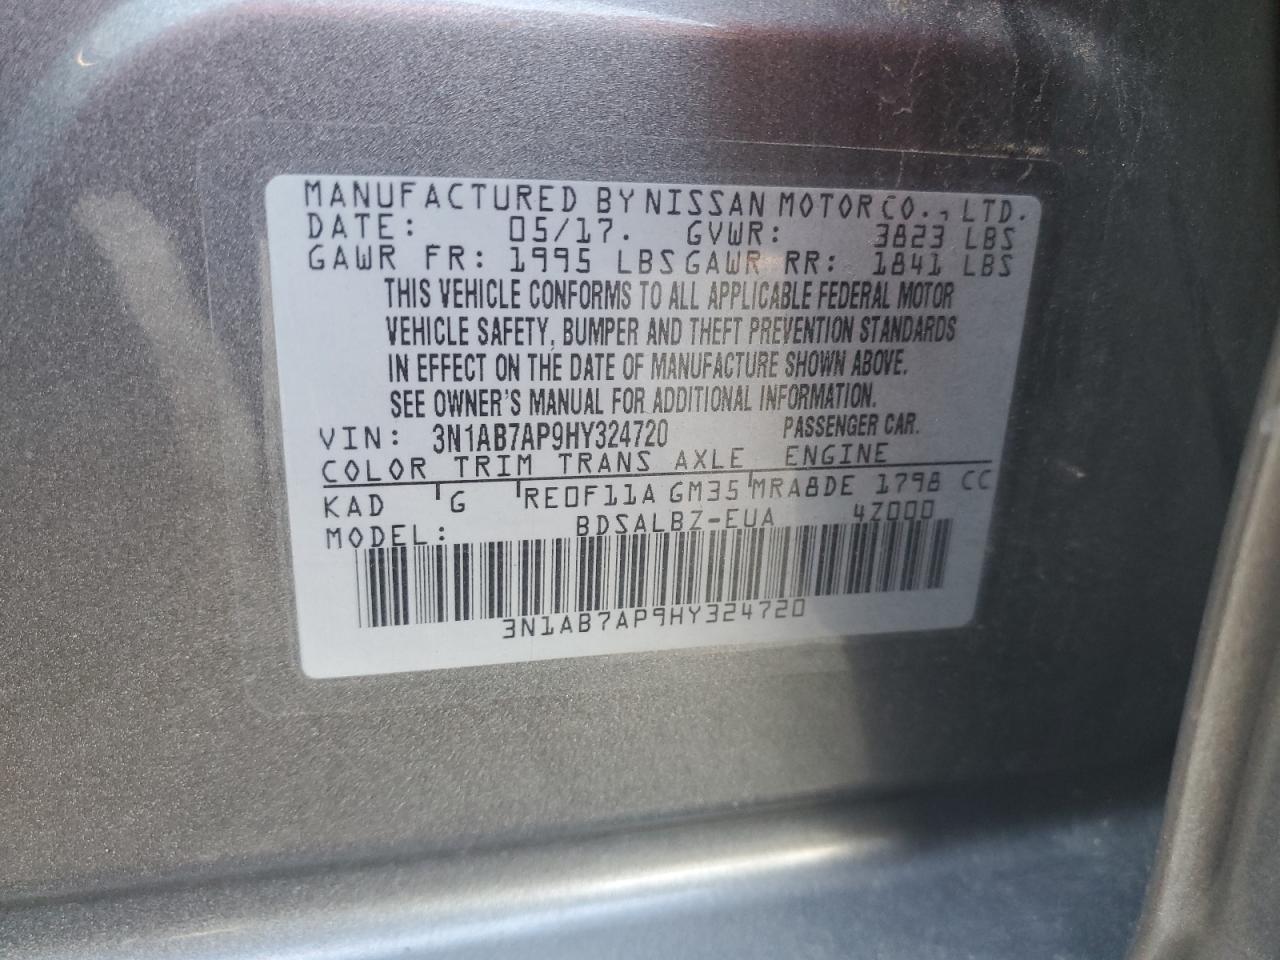 MANUFACTURED BY NISSAN MOTOR CO., LTD.
DATE: 05/17. GVWR: 3823 LBS
GAWR FR: 1995 LBS GAWR RR: 1841 LBS
THIS VEHICLE CONFORMS TO ALL APPLICABLE FEDERAL MOTOR
VEHICLE SAFETY, BUMPER AND THEFT PREVENTION STANDARDS
IN EFFECT ON THE DATE OF MANUFACTURE SHOWN ABOVE.
SEE OWNER'S MANUAL FOR ADDITIONAL INFORMATION.
VIN: 3N1AB7AP9HY324720 PASSENGER CAR.
COLOR TRIM TRANS AXLE ENGINE
KAD G RE0F11A GM35 MRA8DE 1798 CC
MODEL: BDSALBZ-EUA 4Z000
3N1AB7AP9HY324720